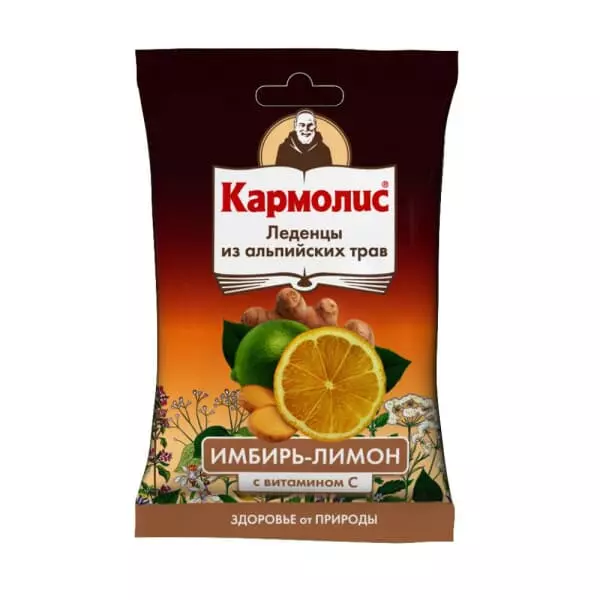 Кармолис®
Леденцы
из альпийских трав
ИМБИРЬ-ЛИМОН
с витамином С
ЗДОРОВЬЕ от ПРИРОДЫ